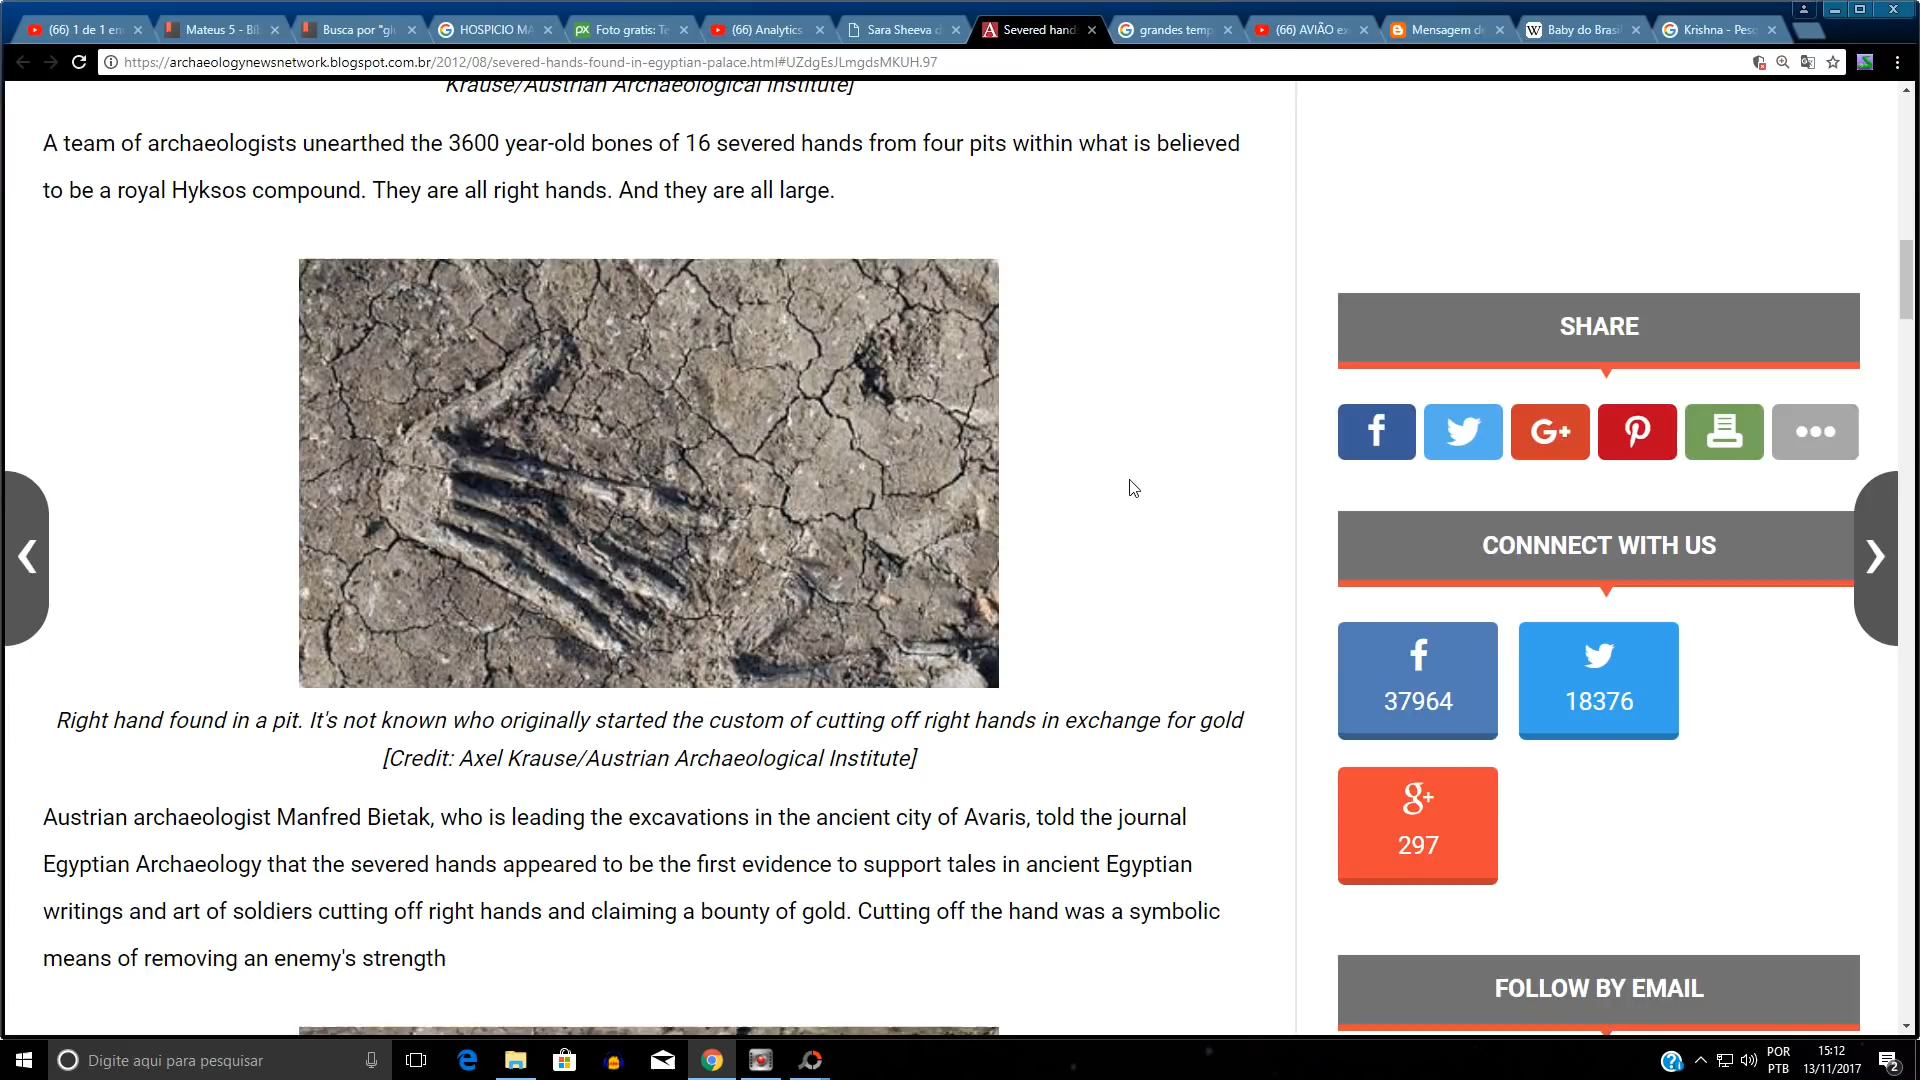 (66) 1 de 1 en
Mateus 5 - Bí
Busca por "gl
HOSPICIO MA
Foto gratis: Te
(66) Analytics
Sara Sheeva d
Severed hand
grandes temp
(66) AVIÃO ex
Mensagem d
Baby do Brasi
Krishna - Pesq
https://archaeologynewsnetwork.blogspot.com.br/2012/08/severed-hands-found-in-egyptian-palace.html#UZdgEsJLmgdsMKUH.97
Krause/Austrian Archaeological Institute]
A team of archaeologists unearthed the 3600 year-old bones of 16 severed hands from four pits within what is believed
to be a royal Hyksos compound. They are all right hands. And they are all large.
Right hand found in a pit. It's not known who originally started the custom of cutting off right hands in exchange for gold
[Credit: Axel Krause/Austrian Archaeological Institute]
Austrian archaeologist Manfred Bietak, who is leading the excavations in the ancient city of Avaris, told the journal
Egyptian Archaeology that the severed hands appeared to be the first evidence to support tales in ancient Egyptian
writings and art of soldiers cutting off right hands and claiming a bounty of gold. Cutting off the hand was a symbolic
means of removing an enemy's strength
SHARE
CONNNECT WITH US
37964
18376
297
FOLLOW BY EMAIL
Digite aqui para pesquisar
POR
PTB
15:12
13/11/2017
2